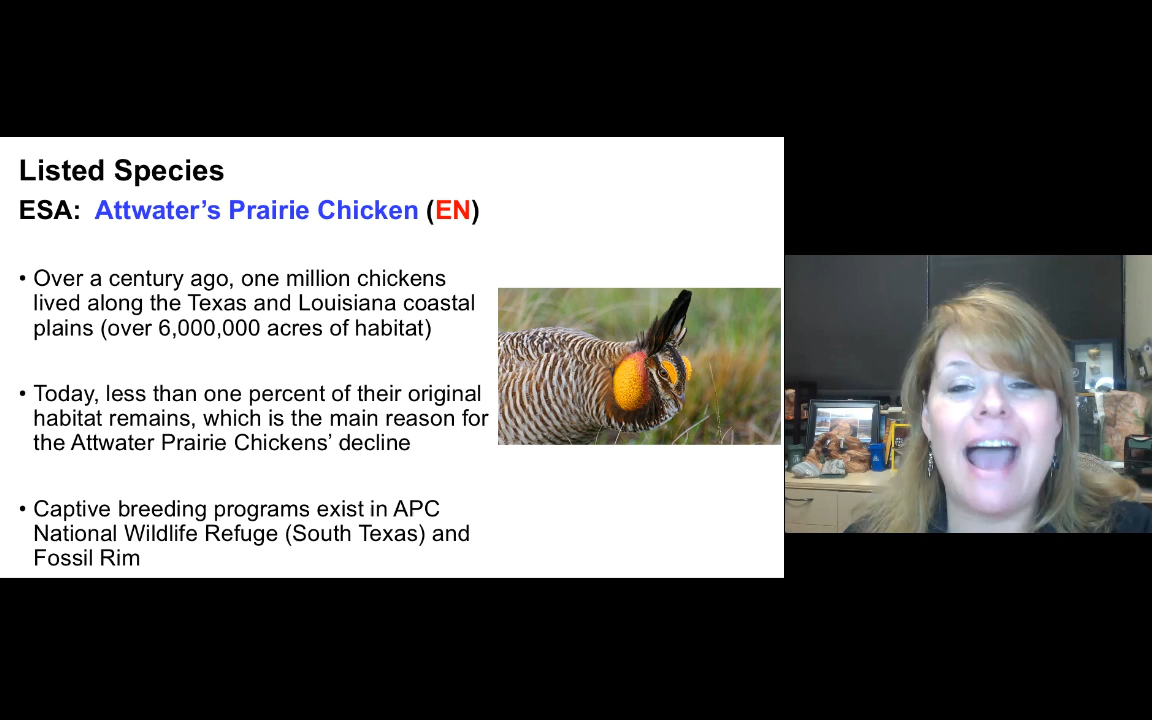 Listed Species
ESA: Attwater’s Prairie Chicken (EN)
• Over a century ago, one million chickens
lived along the Texas and Louisiana coastal
plains (over 6,000,000 acres of habitat)
• Today, less than one percent of their original
habitat remains, which is the main reason for
the Attwater Prairie Chickens’ decline
• Captive breeding programs exist in APC
National Wildlife Refuge (South Texas) and
Fossil Rim